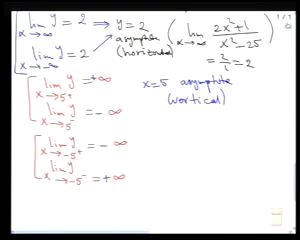 lim y = 2 ⇒ y = 2
x→∞
asymptote
(horizontal)
lim y = 2
x→-∞
( lim (2x²+1)/(x²-25)
x→∞
= 2/1 = 2
lim y = +∞
x→5+
lim y = -∞
x→5-
x=5 asymptote
(vertical)
lim y = -∞
x→-5+
lim y
x→-5- = +∞
1/1